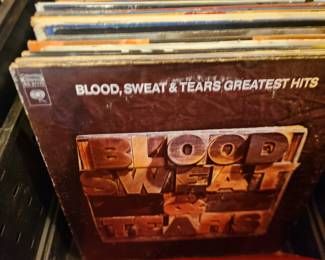 BLOOD, SWEAT & TEARS GREATEST HITS
BLOOD
SWEAT
&
TEARS